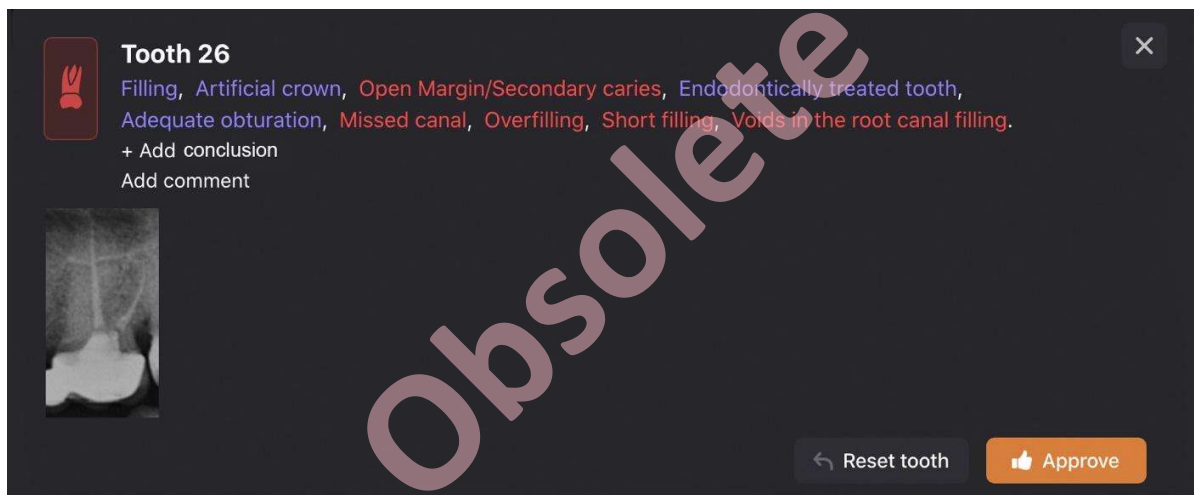 Tooth 26
Filling, Artificial crown, Open Margin/Secondary caries, Endodontically treated tooth,
Adequate obturation, Missed canal, Overfilling, Short filling, Voids in the root canal filling.
+ Add conclusion
Add comment
Obsolete
Reset tooth
Approve